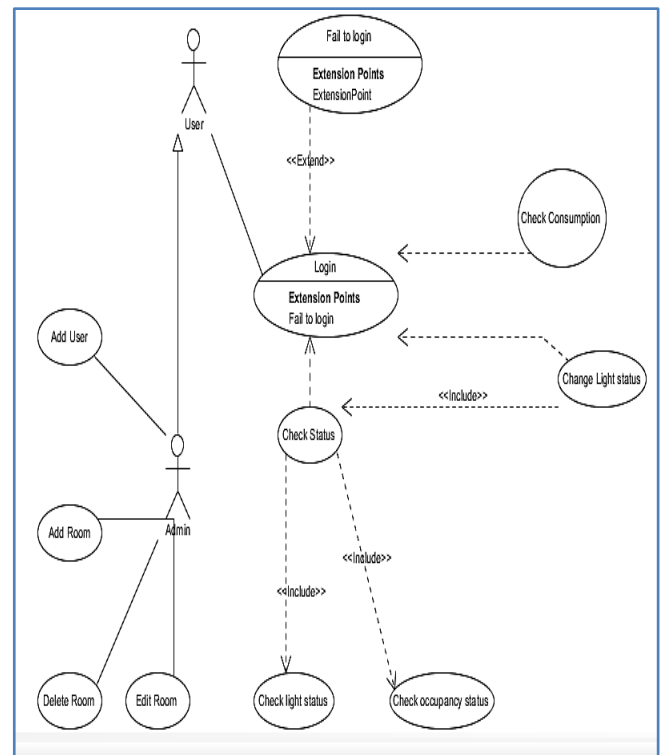 Fail to login
Extension Points
ExtensionPoint
User
<<Extend>>
Check Consumption
Login
Extension Points
Fail to login
Add User
Change Light status
<<Include>>
Check Status
Add Room
Admin
<<Include>>
<<Include>>
Delete Room
Edit Room
Check light status
Check occupancy status